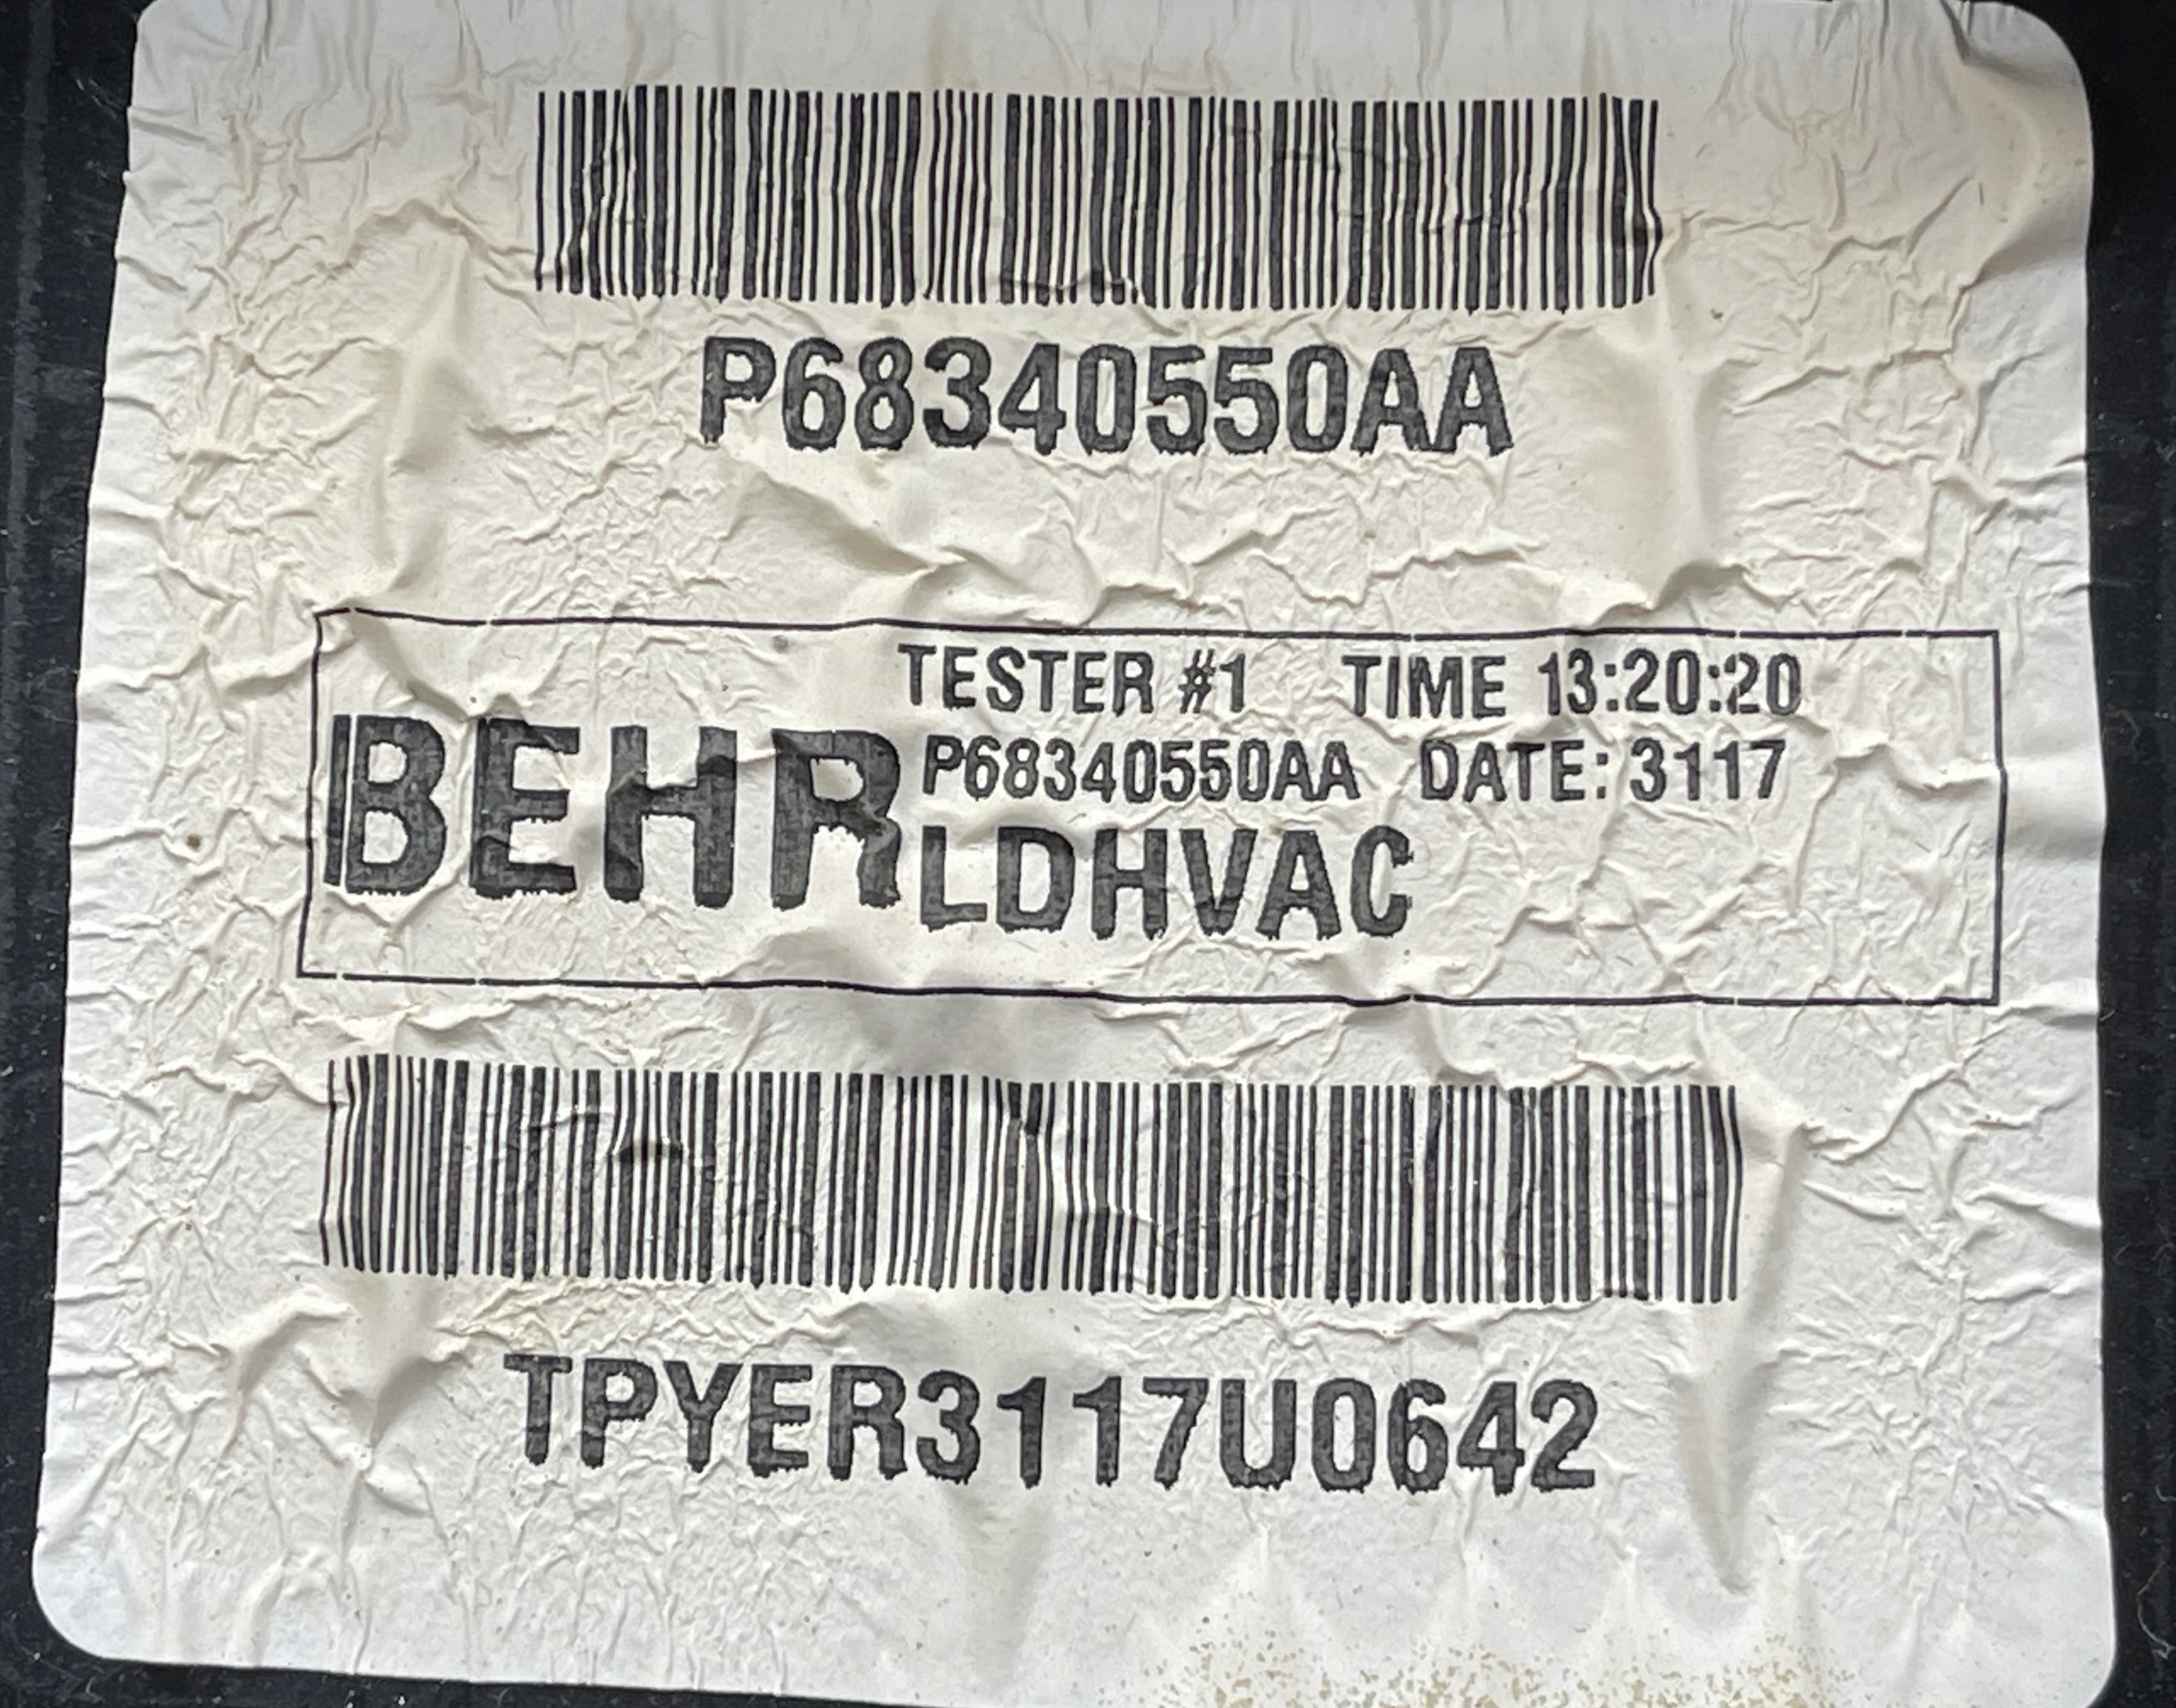 P68340550AA
TESTER #1 TIME 13:20:20
BEHR P68340550AA DATE: 3117
LDHVAC
TPYER3117U0642